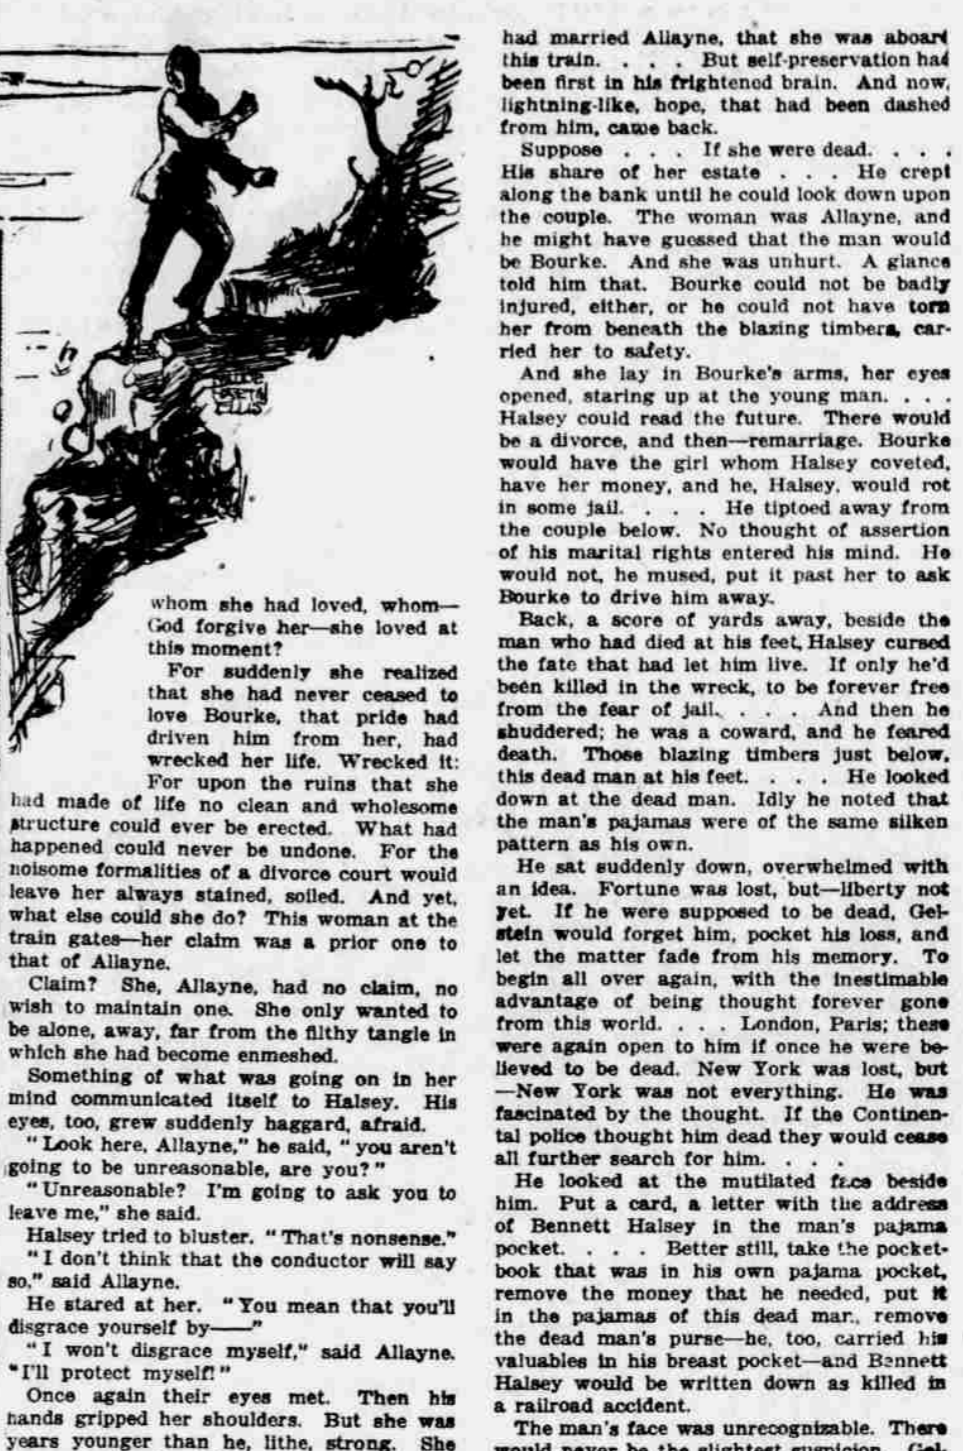 whom she had loved, whom—
God forgive her—she loved at
this moment?
For suddenly she realized
that she had never ceased to
love Bourke, that pride had
driven him from her, had
wrecked her life. Wrecked it:
For upon the ruins that she
had made of life no clean and wholesome
structure could ever be erected. What had
happened could never be undone. For the
noisome formalities of a divorce court would
leave her always stained, soiled. And yet,
what else could she do? This woman at the
train gates—her claim was a prior one to
that of Allayne.
Claim? She, Allayne, had no claim, no
wish to maintain one. She only wanted to
be alone, away, far from the filthy tangle in
which she had become enmeshed.
Something of what was going on in her
mind communicated itself to Halsey. His
eyes, too, grew suddenly haggard, afraid.
"Look here, Allayne," he said, "you aren't
going to be unreasonable, are you?"
"Unreasonable? I'm going to ask you to
leave me," she said.
Halsey tried to bluster. "That's nonsense."
"I don't think that the conductor will say
so," said Allayne.
He stared at her. "You mean that you'll
disgrace yourself by——"
"I won't disgrace myself," said Allayne.
"I'll protect myself!"
Once again their eyes met. Then his
hands gripped her shoulders. But she was
years younger than he, lithe, strong. She
had married Allayne, that she was aboard
this train. . . . But self-preservation had
been first in his frightened brain. And now,
lightning-like, hope, that had been dashed
from him, came back.
Suppose . . . If she were dead. . . .
His share of her estate . . . He crept
along the bank until he could look down upon
the couple. The woman was Allayne, and
he might have guessed that the man would
be Bourke. And she was unhurt. A glance
told him that. Bourke could not be badly
injured, either, or he could not have torn
her from beneath the blazing timbers, car-
ried her to safety.
And she lay in Bourke's arms, her eyes
opened, staring up at the young man. . . .
Halsey could read the future. There would
be a divorce, and then—remarriage. Bourke
would have the girl whom Halsey coveted,
have her money, and he, Halsey, would rot
in some jail. . . . He tiptoed away from
the couple below. No thought of assertion
of his marital rights entered his mind. He
would not, he mused, put it past her to ask
Bourke to drive him away.
Back, a score of yards away, beside the
man who had died at his feet, Halsey cursed
the fate that had let him live. If only he'd
been killed in the wreck, to be forever free
from the fear of jail. . . . And then he
shuddered; he was a coward, and he feared
death. Those blazing timbers just below,
this dead man at his feet. . . . He looked
down at the dead man. Idly he noted that
the man's pajamas were of the same silken
pattern as his own.
He sat suddenly down, overwhelmed with
an idea. Fortune was lost, but—liberty not
yet. If he were supposed to be dead, Gel-
stein would forget him, pocket his loss, and
let the matter fade from his memory. To
begin all over again, with the inestimable
advantage of being thought forever gone
from this world. . . . London, Paris; these
were again open to him if once he were be-
lieved to be dead. New York was lost, but
—New York was not everything. He was
fascinated by the thought. If the Continen-
tal police thought him dead they would cease
all further search for him. . . .
He looked at the mutilated face beside
him. Put a card, a letter with the address
of Bennett Halsey in the man's pajama
pocket. . . . Better still, take the pocket-
book that was in his own pajama pocket,
remove the money that he needed, put it
in the pajamas of this dead man, remove
the dead man's purse—he, too, carried his
valuables in his breast pocket—and Bennett
Halsey would be written down as killed in
a railroad accident.
The man's face was unrecognizable. There
would never be the slightest suspicion.